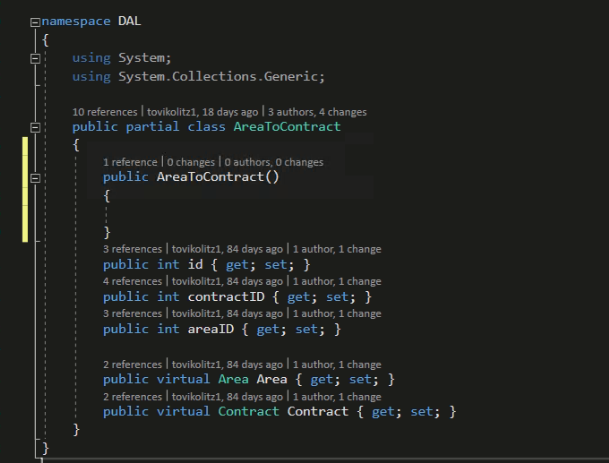 namespace DAL
{
using System;
using System.Collections.Generic;
10 references | tovikolitz1, 18 days ago | 3 authors, 4 changes
public partial class AreaToContract
{
1 reference | 0 changes | 0 authors, 0 changes
public AreaToContract()
{
}
3 references | tovikolitz1, 84 days ago | 1 author, 1 change
public int id { get; set; }
4 references | tovikolitz1, 84 days ago | 1 author, 1 change
public int contractID { get; set; }
3 references | tovikolitz1, 84 days ago | 1 author, 1 change
public int areaID { get; set; }
2 references | tovikolitz1, 84 days ago | 1 author, 1 change
public virtual Area Area { get; set; }
2 references | tovikolitz1, 84 days ago | 1 author, 1 change
public virtual Contract Contract { get; set; }
}
}